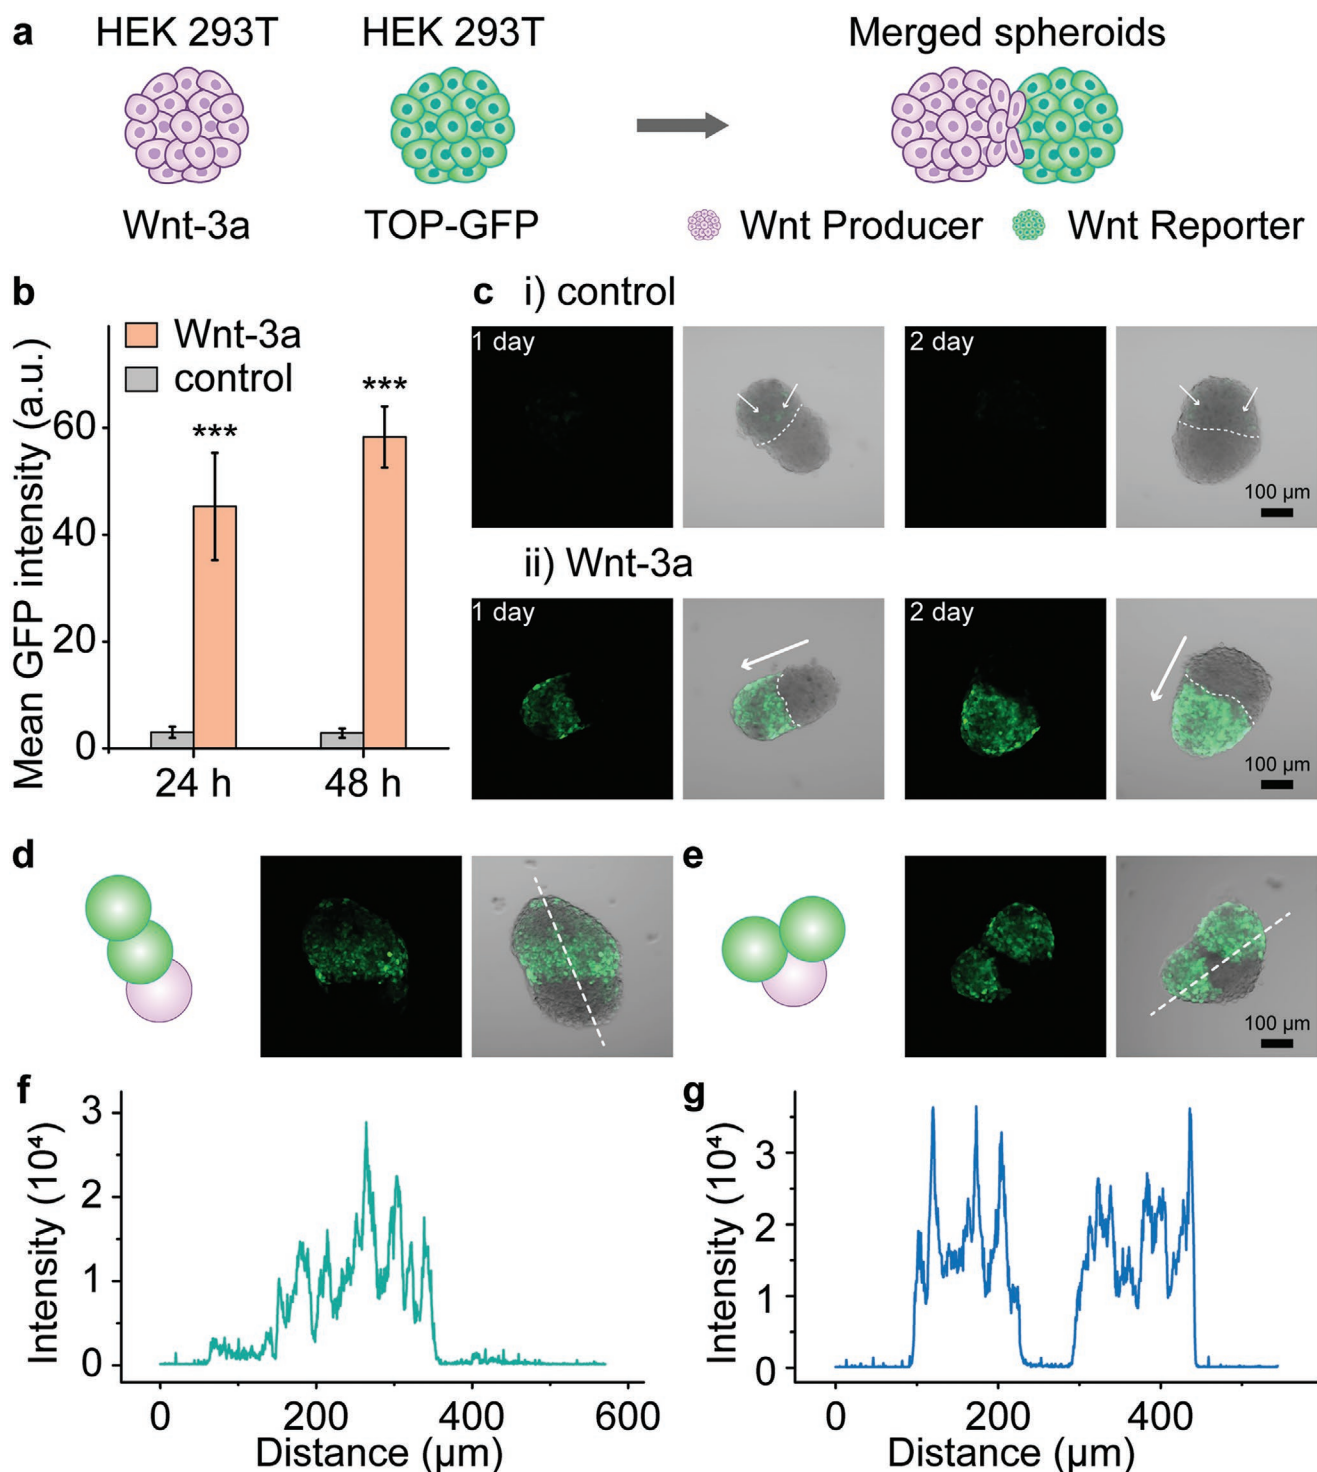 a HEK 293T HEK 293T Merged spheroids
Wnt-3a TOP-GFP Wnt Producer Wnt Reporter
b
Mean GFP intensity (a.u.)
Wnt-3a
control
***
***
60
40
20
0
24 h 48 h
c i) control
1 day
2 day
100 µm
ii) Wnt-3a
1 day
2 day
100 µm
d
e
100 µm
f
Intensity (10⁴)
3
2
1
0
0 200 400 600
Distance (µm)
g
Intensity (10⁴)
3
2
1
0
0 200 400
Distance (µm)